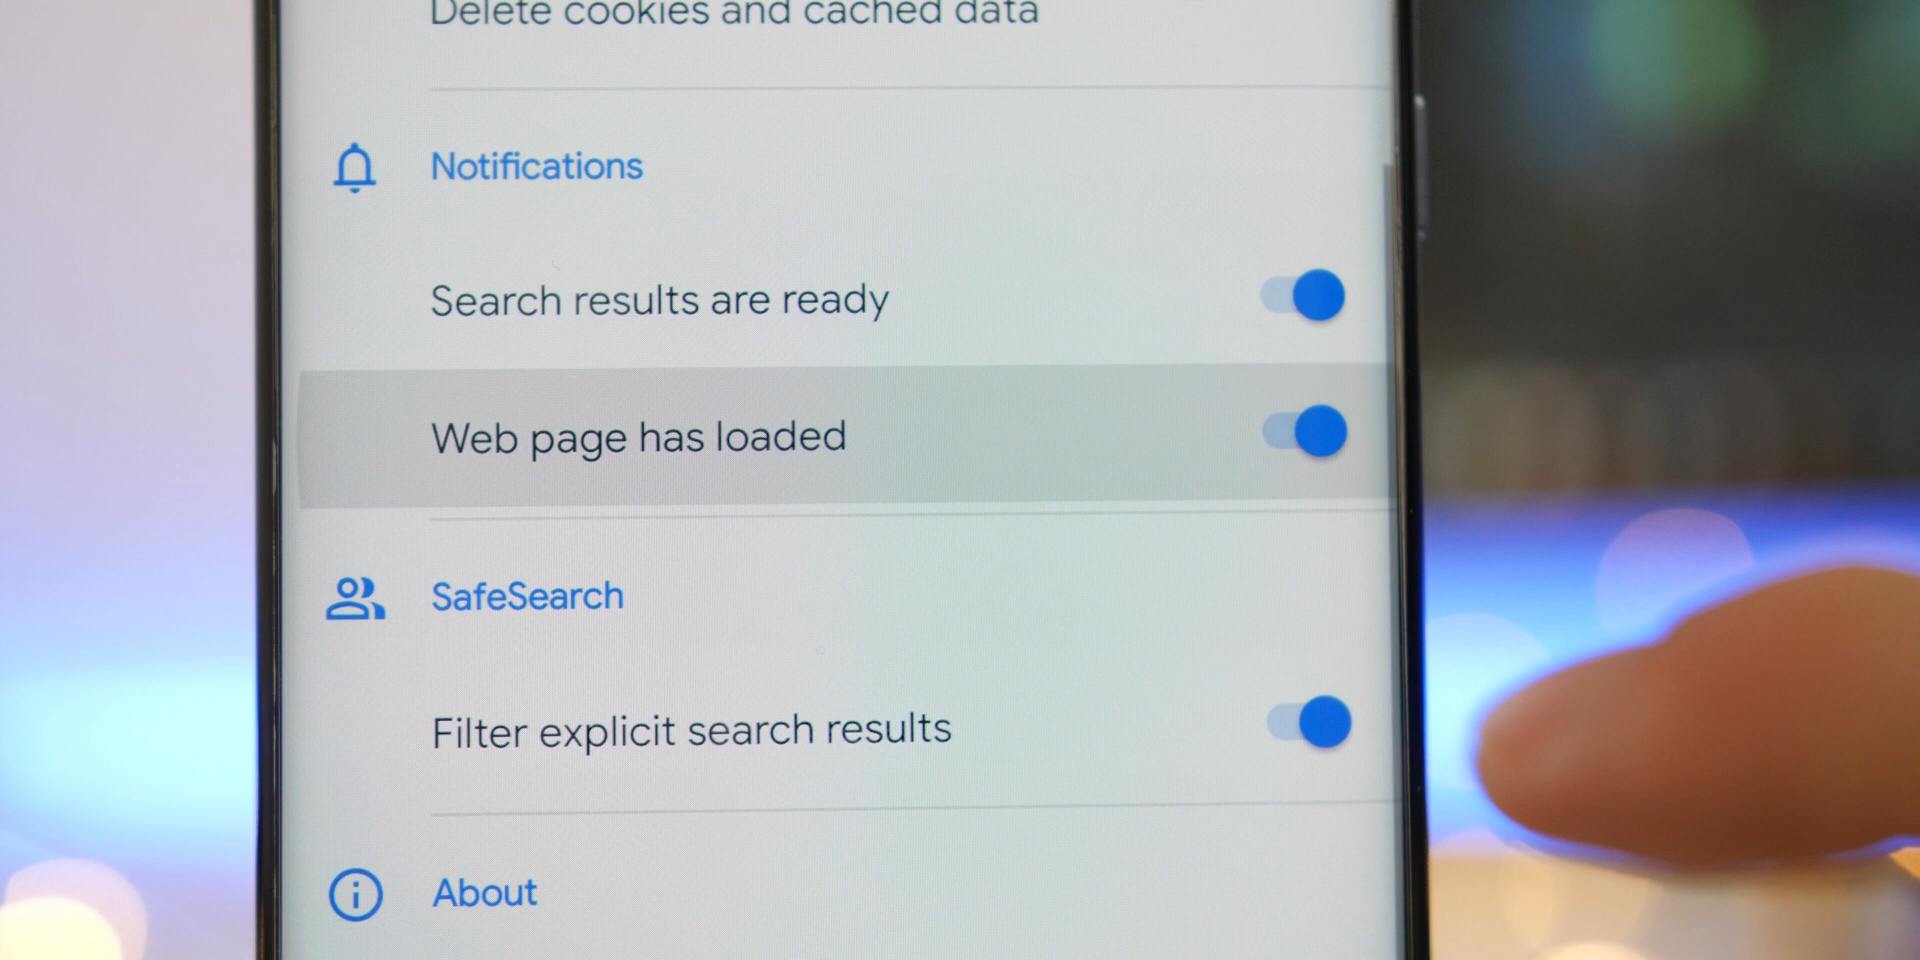 Delete cookies and cached data
Notifications
Search results are ready
Web page has loaded
SafeSearch
Filter explicit search results
About